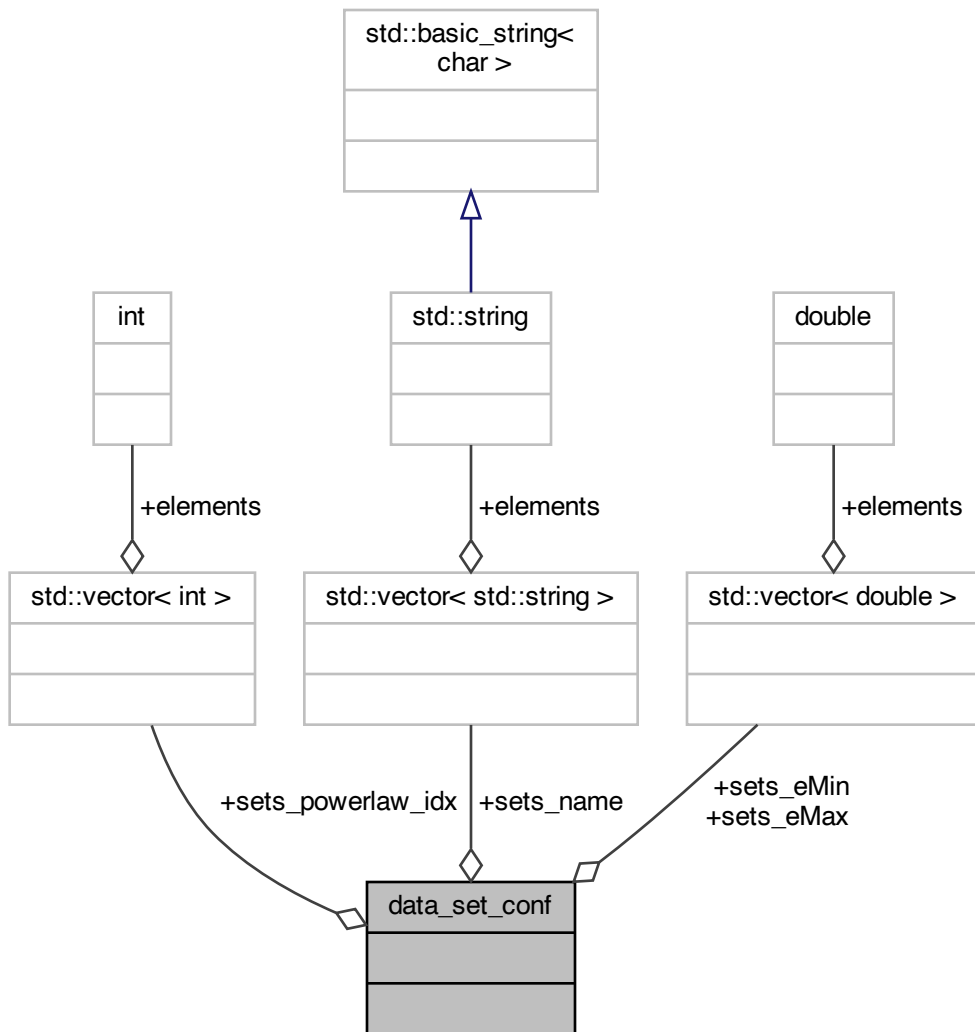 std::basic_string<
char >
int
std::string
double
+elements
+elements
+elements
std::vector< int >
std::vector< std::string >
std::vector< double >
+sets_powerlaw_idx
+sets_name
+sets_eMin
+sets_eMax
data_set_conf